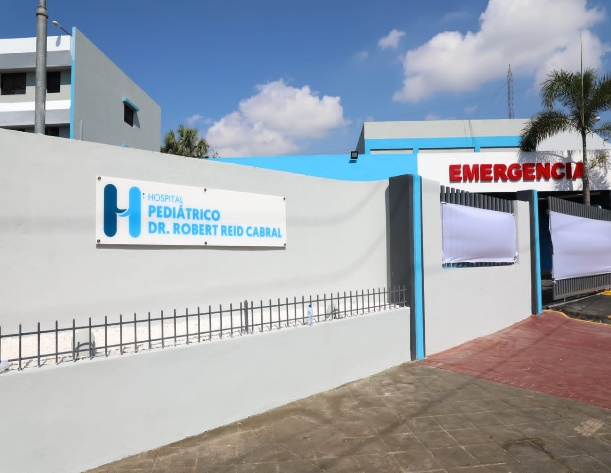 HOSPITAL
PEDIÁTRICO
DR. ROBERT REID CABRAL
EMERGENCIA